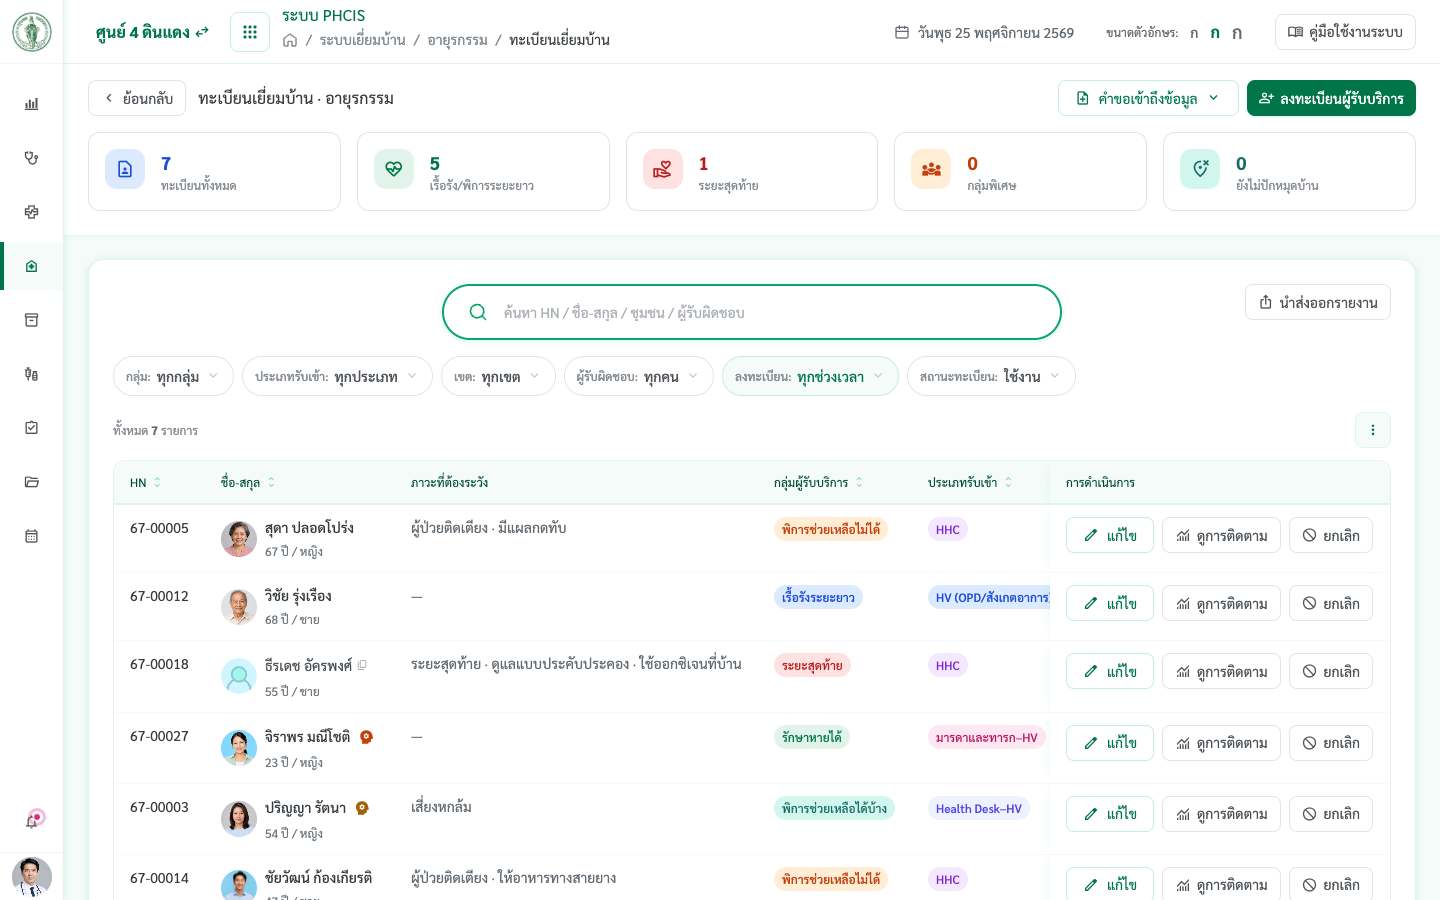 ศูนย์ 4 ดินแดง
ระบบ PHCIS
/ ระบบเยี่ยมบ้าน / อายุรกรรม / ทะเบียนเยี่ยมบ้าน
วันพุธ 25 พฤศจิกายน 2569
ขนาดตัวอักษร: ก ก ก
คู่มือใช้งานระบบ
ย้อนกลับ
ทะเบียนเยี่ยมบ้าน · อายุรกรรม
คำขอเข้าถึงข้อมูล
ลงทะเบียนผู้รับบริการ
7
ทะเบียนทั้งหมด
5
เรื้อรัง/พิการระยะยาว
1
ระยะสุดท้าย
0
กลุ่มพิเศษ
0
ยังไม่ปักหมุดบ้าน
ค้นหา HN / ชื่อ-สกุล / ชุมชน / ผู้รับผิดชอบ
นำส่งออกรายงาน
กลุ่ม: ทุกกลุ่ม
ประเภทรับเข้า: ทุกประเภท
เขต: ทุกเขต
ผู้รับผิดชอบ: ทุกคน
ลงทะเบียน: ทุกช่วงเวลา
สถานะทะเบียน: ใช้งาน
ทั้งหมด 7 รายการ
HN ชื่อ-สกุล ภาวะที่ต้องระวัง กลุ่มผู้รับบริการ ประเภทรับเข้า การดำเนินการ
67-00005 สุดา ปลอดโปร่ง ผู้ป่วยติดเตียง · มีแผลกดทับ พิการช่วยเหลือไม่ได้ HHC แก้ไข ดูการติดตาม ยกเลิก
67 ปี / หญิง
67-00012 วิชัย รุ่งเรือง — เรื้อรังระยะยาว HV (OPD/สังเกตอาการ) แก้ไข ดูการติดตาม ยกเลิก
68 ปี / ชาย
67-00018 ธีรเดช อัครพงศ์ ระยะสุดท้าย · ดูแลแบบประคับประคอง · ใช้ออกซิเจนที่บ้าน ระยะสุดท้าย HHC แก้ไข ดูการติดตาม ยกเลิก
55 ปี / ชาย
67-00027 จิราพร มณีโชติ — รักษาหายได้ มารดาและทารก–HV แก้ไข ดูการติดตาม ยกเลิก
23 ปี / หญิง
67-00003 ปริญญา รัตนา เสี่ยงหกล้ม พิการช่วยเหลือได้บ้าง Health Desk–HV แก้ไข ดูการติดตาม ยกเลิก
54 ปี / หญิง
67-00014 ชัยวัฒน์ ก้องเกียรติ ผู้ป่วยติดเตียง · ให้อาหารทางสายยาง พิการช่วยเหลือไม่ได้ HHC แก้ไข ดูการติดตาม ยกเลิก